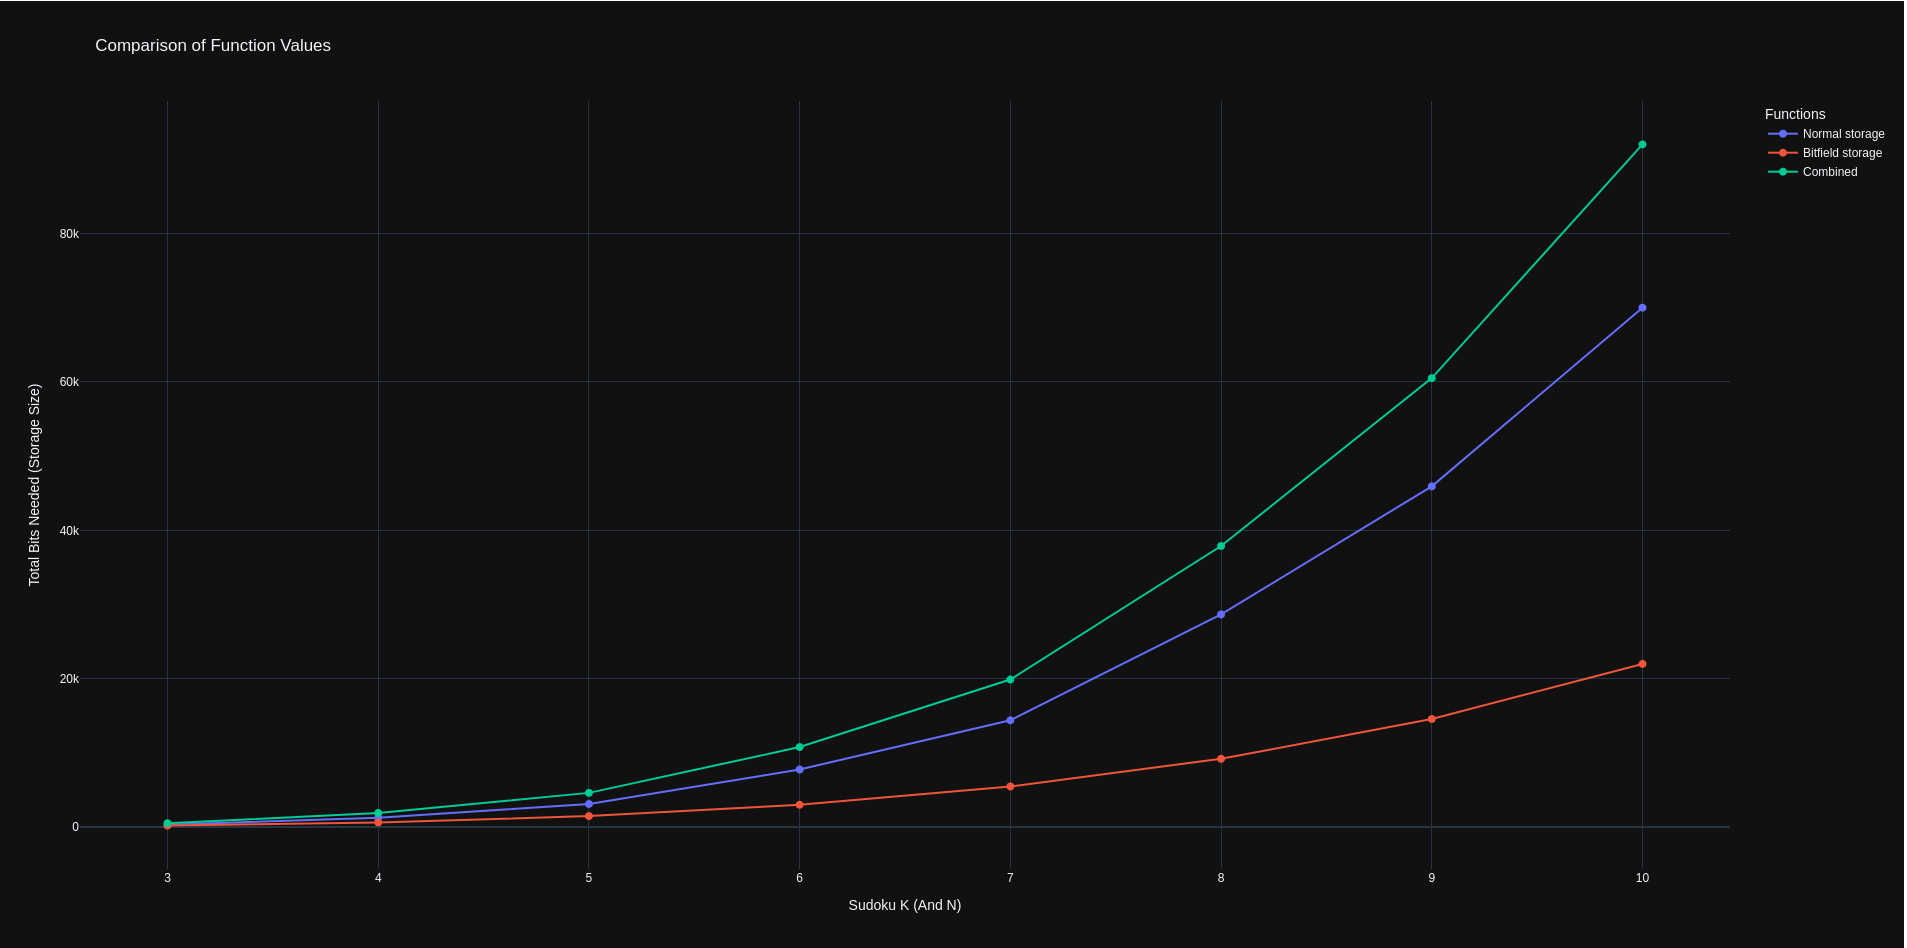 Comparison of Function Values
Functions
Normal storage
Bitfield storage
Combined
Total Bits Needed (Storage Size)
80k
60k
40k
20k
0
3 4 5 6 7 8 9 10
Sudoku K (And N)